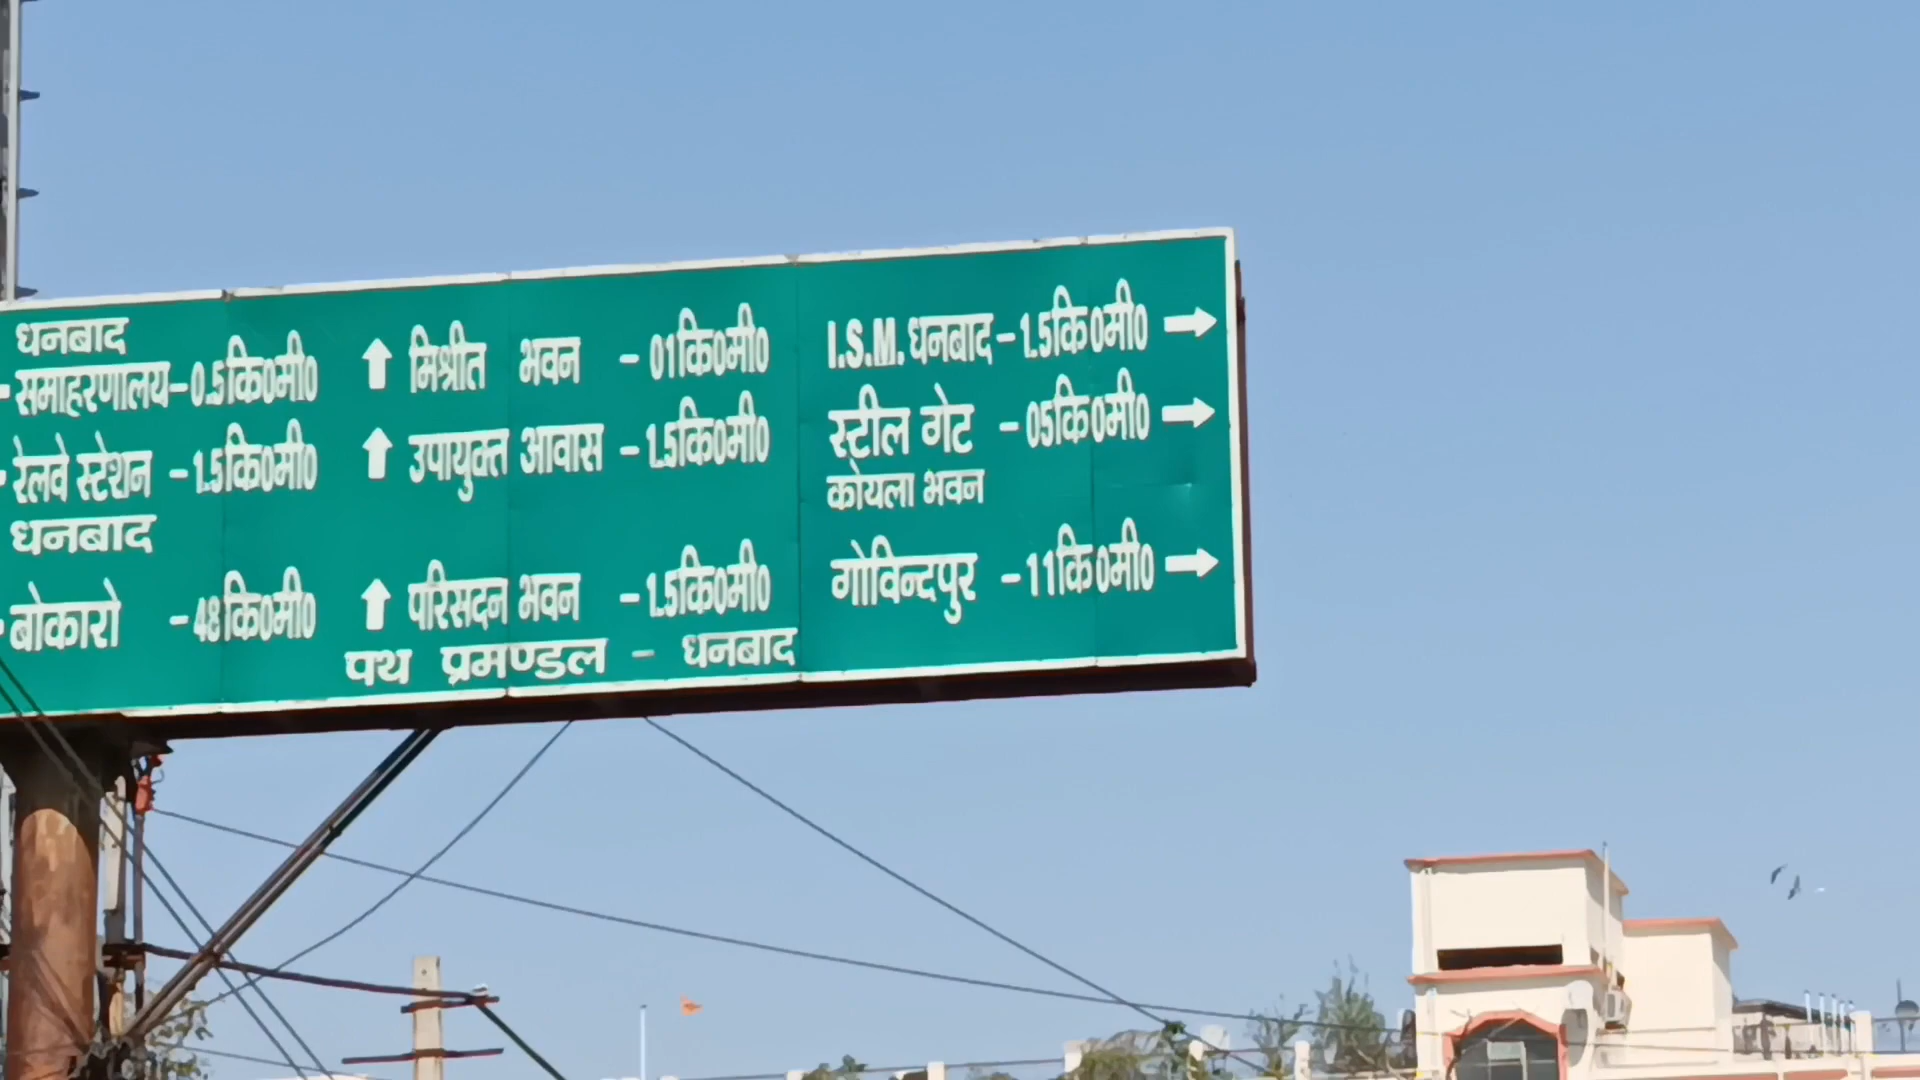 धनबाद
समाहरणालय-0.5कि0मी0
रेलवे स्टेशन -1.5कि0मी0
धनबाद
बोकारो -48कि0मी0
↑ मिश्रीत भवन - 01कि0मी0
↑ उपायुक्त आवास -1.5कि0मी0
↑ परिसदन भवन -1.5कि0मी0
I.S.M. धनबाद-1.5कि0मी0 →
स्टील गेट -05कि0मी0 →
कोयला भवन
गोविन्दपुर -11कि0मी0 →
पथ प्रमण्डल - धनबाद